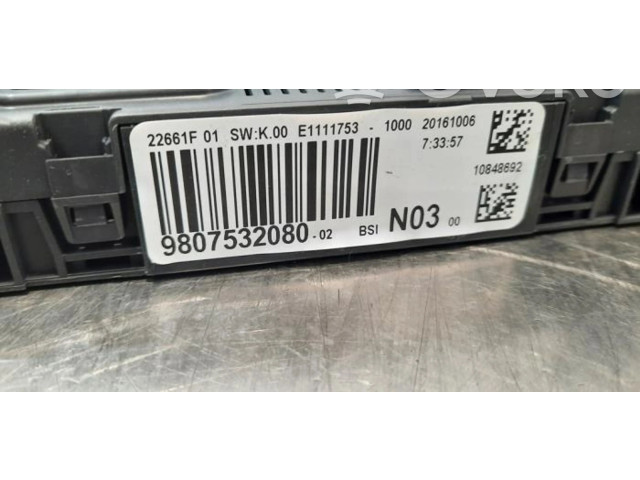 22661F 01 SW:K.00 E1111753 - 1000 20161006
7:33:57
10848692
9807532080 - 02 BSI N03 00